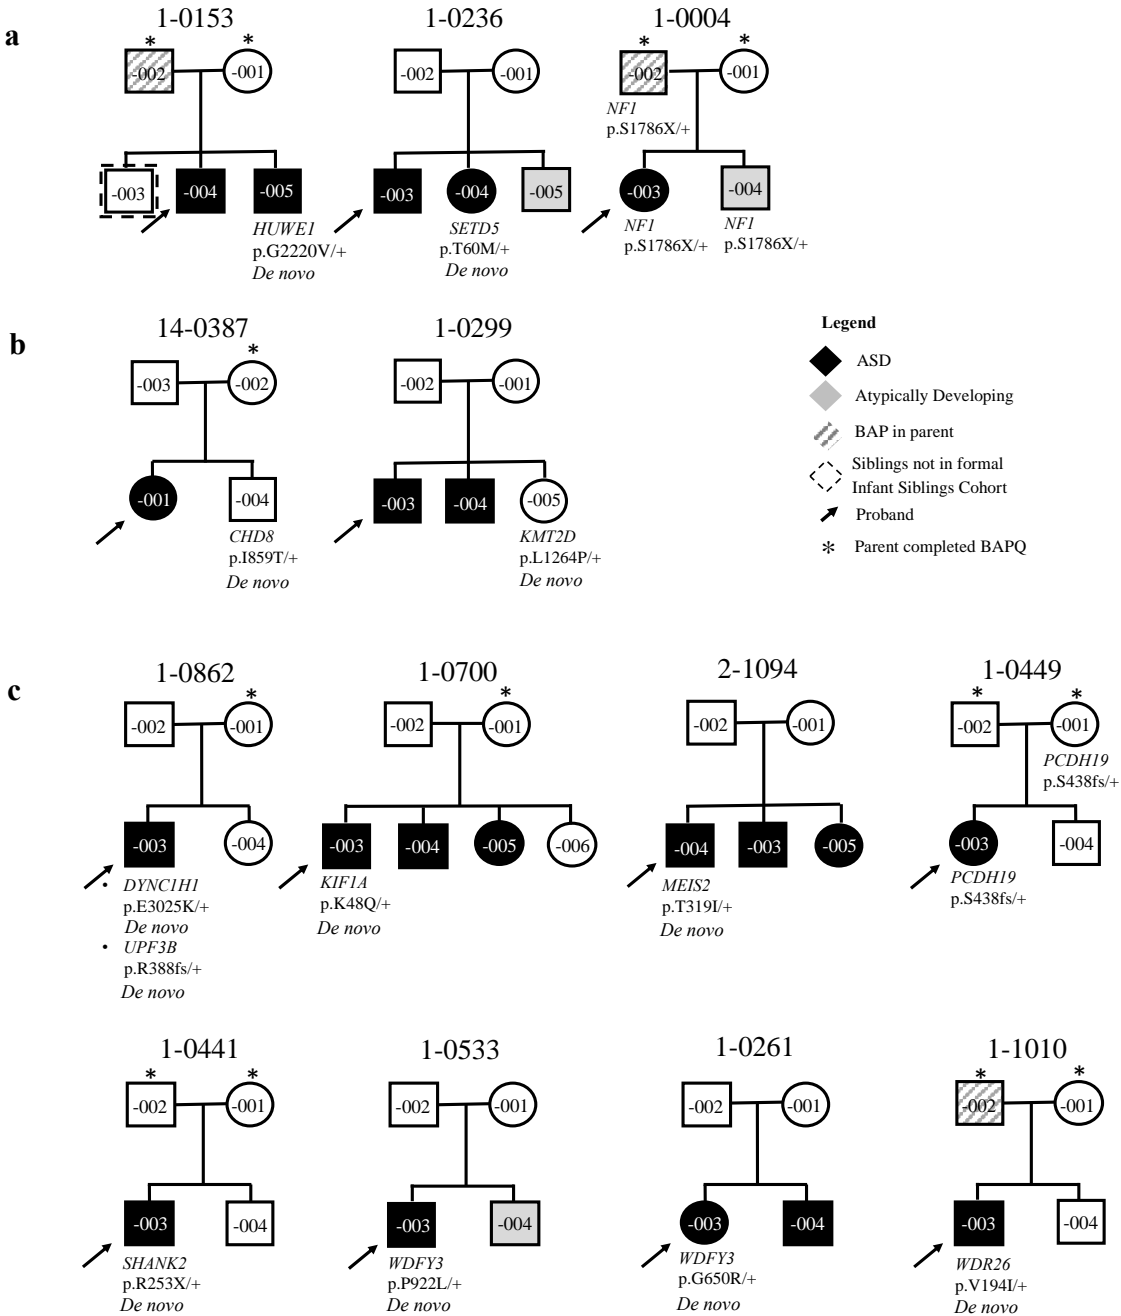 a
1-0153
1-0236
1-0004
* * * *
-002 -001 -002 -001 -002 -001
NF1
p.S1786X/+
-003 -004 -005 -003 -004 -005 -003 -004
HUWE1
p.G2220V/+
De novo
SETD5
p.T60M/+
De novo
NF1
p.S1786X/+
NF1
p.S1786X/+
b
14-0387
1-0299
*
-003 -002 -002 -001
-001 -004 -003 -004 -005
CHD8
p.I859T/+
De novo
KMT2D
p.L1264P/+
De novo
Legend
ASD
Atypically Developing
BAP in parent
Siblings not in formal
Infant Siblings Cohort
Proband
* Parent completed BAPQ
c
1-0862
1-0700
2-1094
1-0449
* * * *
-002 -001 -002 -001 -002 -001 -002 -001
PCDH19
p.S438fs/+
-003 -004 -003 -004 -005 -006 -004 -003 -005 -003 -004
• DYNC1H1
p.E3025K/+
De novo
• UPF3B
p.R388fs/+
De novo
KIF1A
p.K48Q/+
De novo
MEIS2
p.T319I/+
De novo
PCDH19
p.S438fs/+
1-0441
1-0533
1-0261
1-1010
* * * *
-002 -001 -002 -001 -002 -001 -002 -001
-003 -004 -003 -004 -003 -004 -003 -004
SHANK2
p.R253X/+
De novo
WDFY3
p.P922L/+
De novo
WDFY3
p.G650R/+
De novo
WDR26
p.V194I/+
De novo